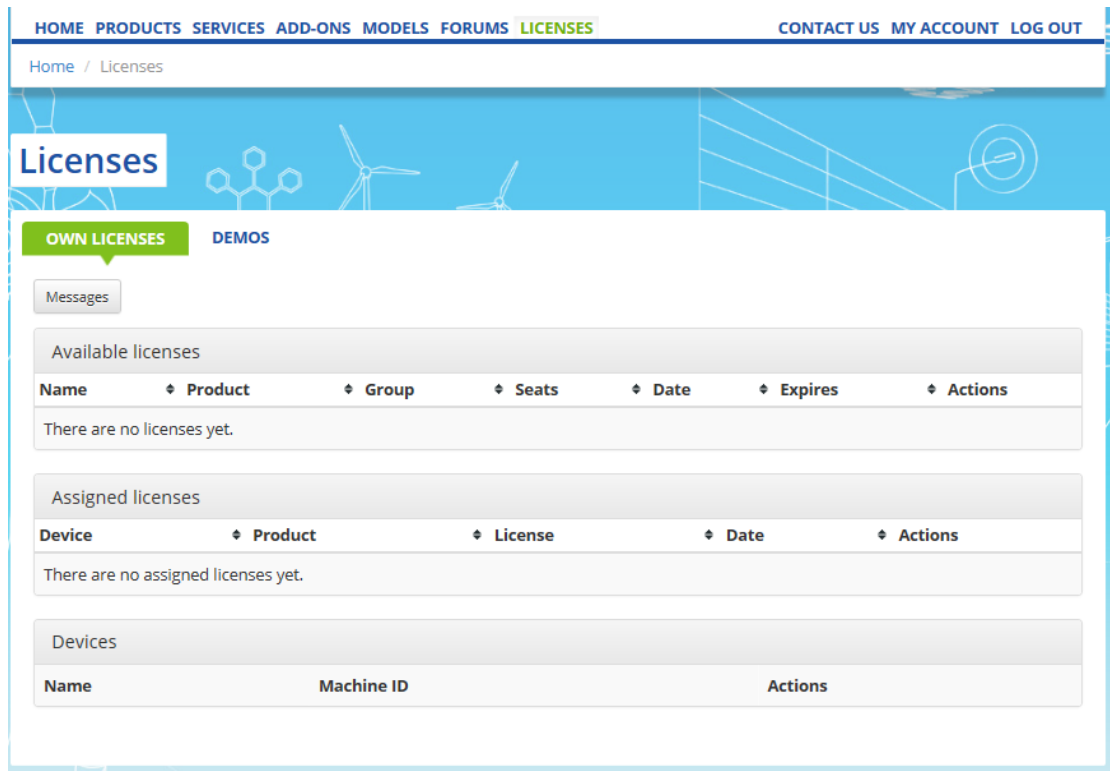 HOME PRODUCTS SERVICES ADD-ONS MODELS FORUMS LICENSES CONTACT US MY ACCOUNT LOG OUT
Home / Licenses
Licenses
OWN LICENSES DEMOS
Messages
Available licenses
Name Product Group Seats Date Expires Actions
There are no licenses yet.
Assigned licenses
Device Product License Date Actions
There are no assigned licenses yet.
Devices
Name Machine ID Actions